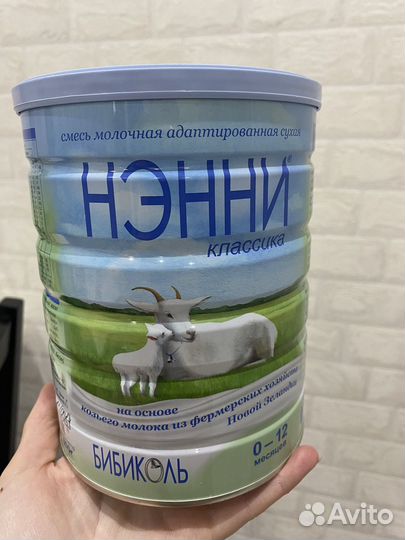 смесь молочная адаптированная сухая
НЭННИ
классика
на основе
козьего молока из фермерских хозяйств
Новой Зеландии
0–12
месяцев
БИБИКОЛЬ
Avito